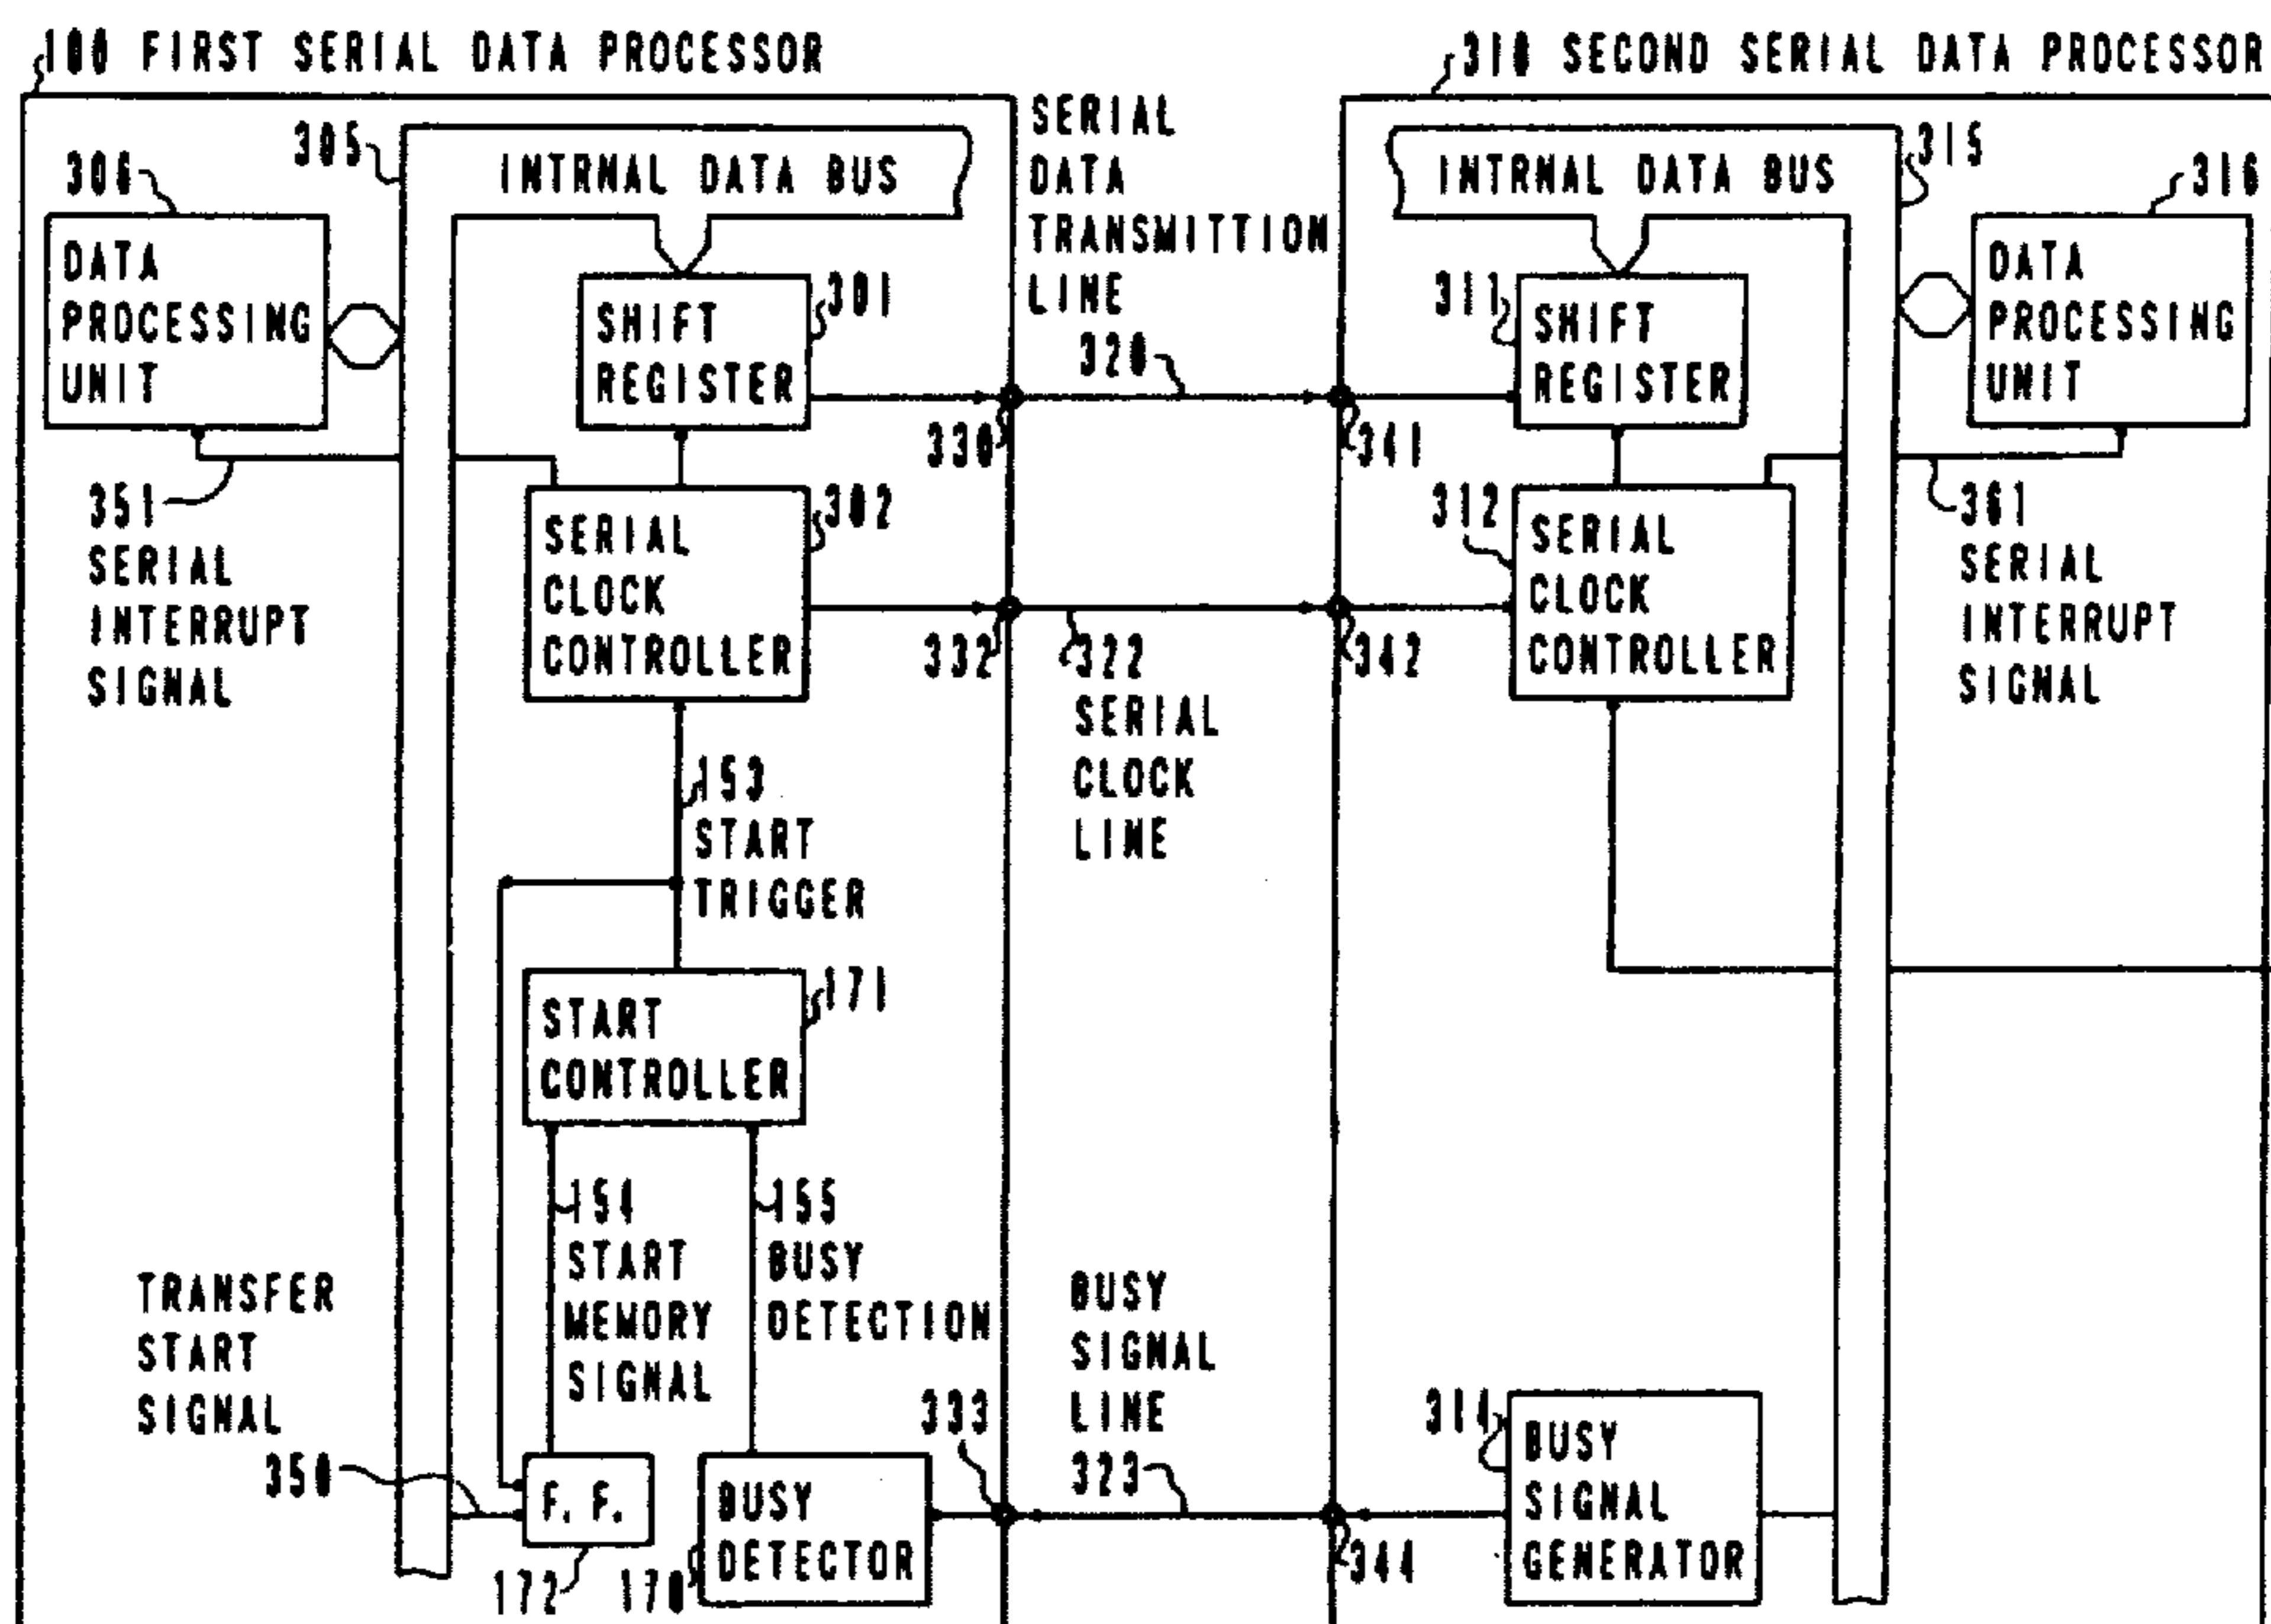 100 FIRST SERIAL DATA PROCESSOR
310 SECOND SERIAL DATA PROCESSOR
305
INTRNAL DATA BUS
SERIAL
DATA
TRANSMITTION
LINE
320
INTRNAL DATA BUS
315
316
306
DATA
PROCESSING
UNIT
301
SHIFT
REGISTER
311
SHIFT
REGISTER
DATA
PROCESSING
UNIT
330
341
351
SERIAL
INTERRUPT
SIGNAL
302
SERIAL
CLOCK
CONTROLLER
332
322
SERIAL
CLOCK
LINE
342
312
SERIAL
CLOCK
CONTROLLER
361
SERIAL
INTERRUPT
SIGNAL
153
START
TRIGGER
171
START
CONTROLLER
154
START
MEMORY
SIGNAL
155
BUSY
DETECTION
TRANSFER
START
SIGNAL
350
F.F.
172
BUSY
DETECTOR
170
333
BUSY
SIGNAL
LINE
323
344
314
BUSY
SIGNAL
GENERATOR